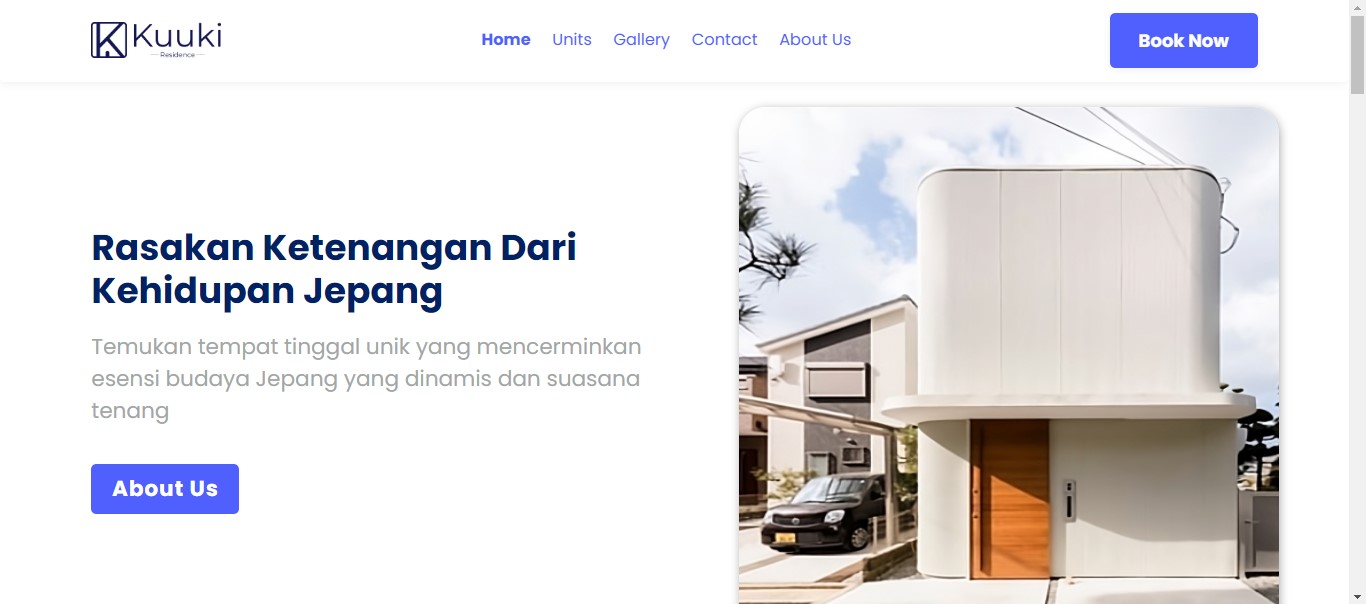 Kuuki
Residence
Home Units Gallery Contact About Us
Book Now
Rasakan Ketenangan Dari
Kehidupan Jepang
Temukan tempat tinggal unik yang mencerminkan
esensi budaya Jepang yang dinamis dan suasana
tenang
About Us